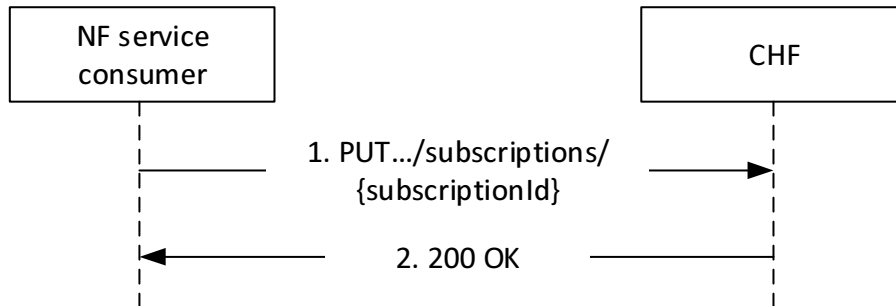 NF service
consumer
CHF
1. PUT.../subscriptions/
{subscriptionId}
2. 200 OK